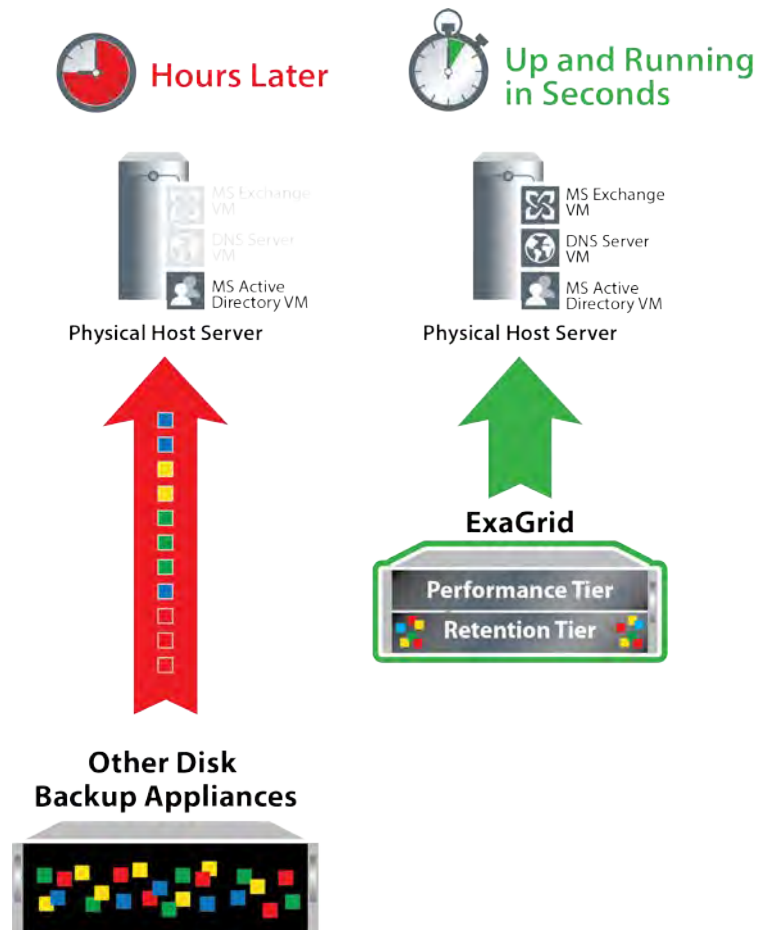 Hours Later
Up and Running
in Seconds
MS Exchange
VM
DNS Server
VM
MS Active
Directory VM
Physical Host Server
MS Exchange
VM
DNS Server
VM
MS Active
Directory VM
Physical Host Server
ExaGrid
Performance Tier
Retention Tier
Other Disk
Backup Appliances